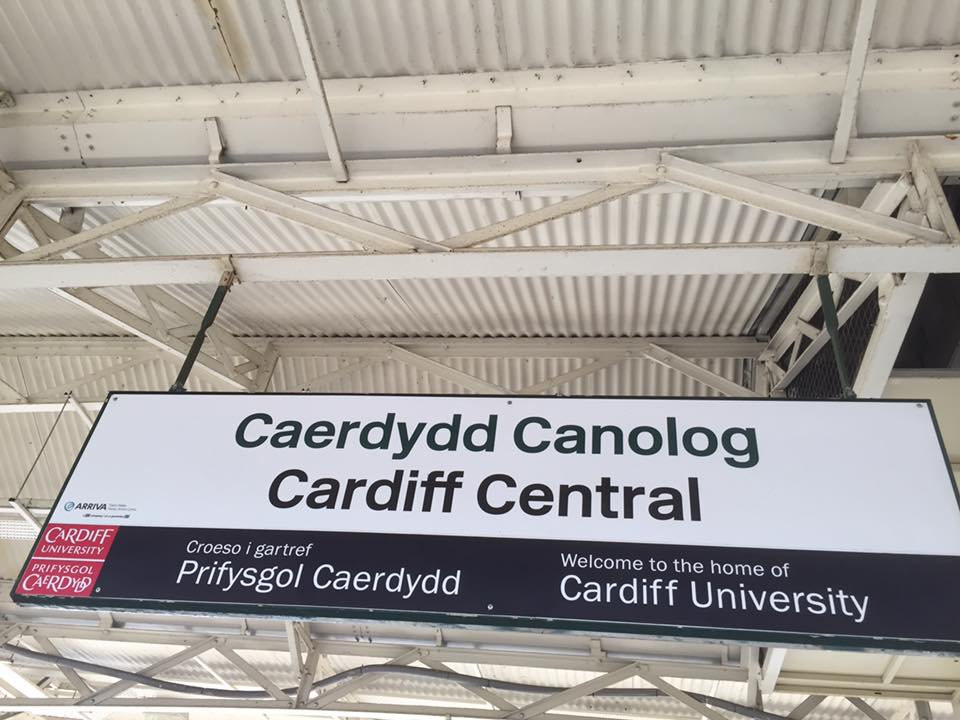 Caerdydd Canolog
Cardiff Central
ARRIVA
CARDIFF
UNIVERSITY
PRIFYSGOL
CAERDYDD
Croeso i gartref
Prifysgol Caerdydd
Welcome to the home of
Cardiff University